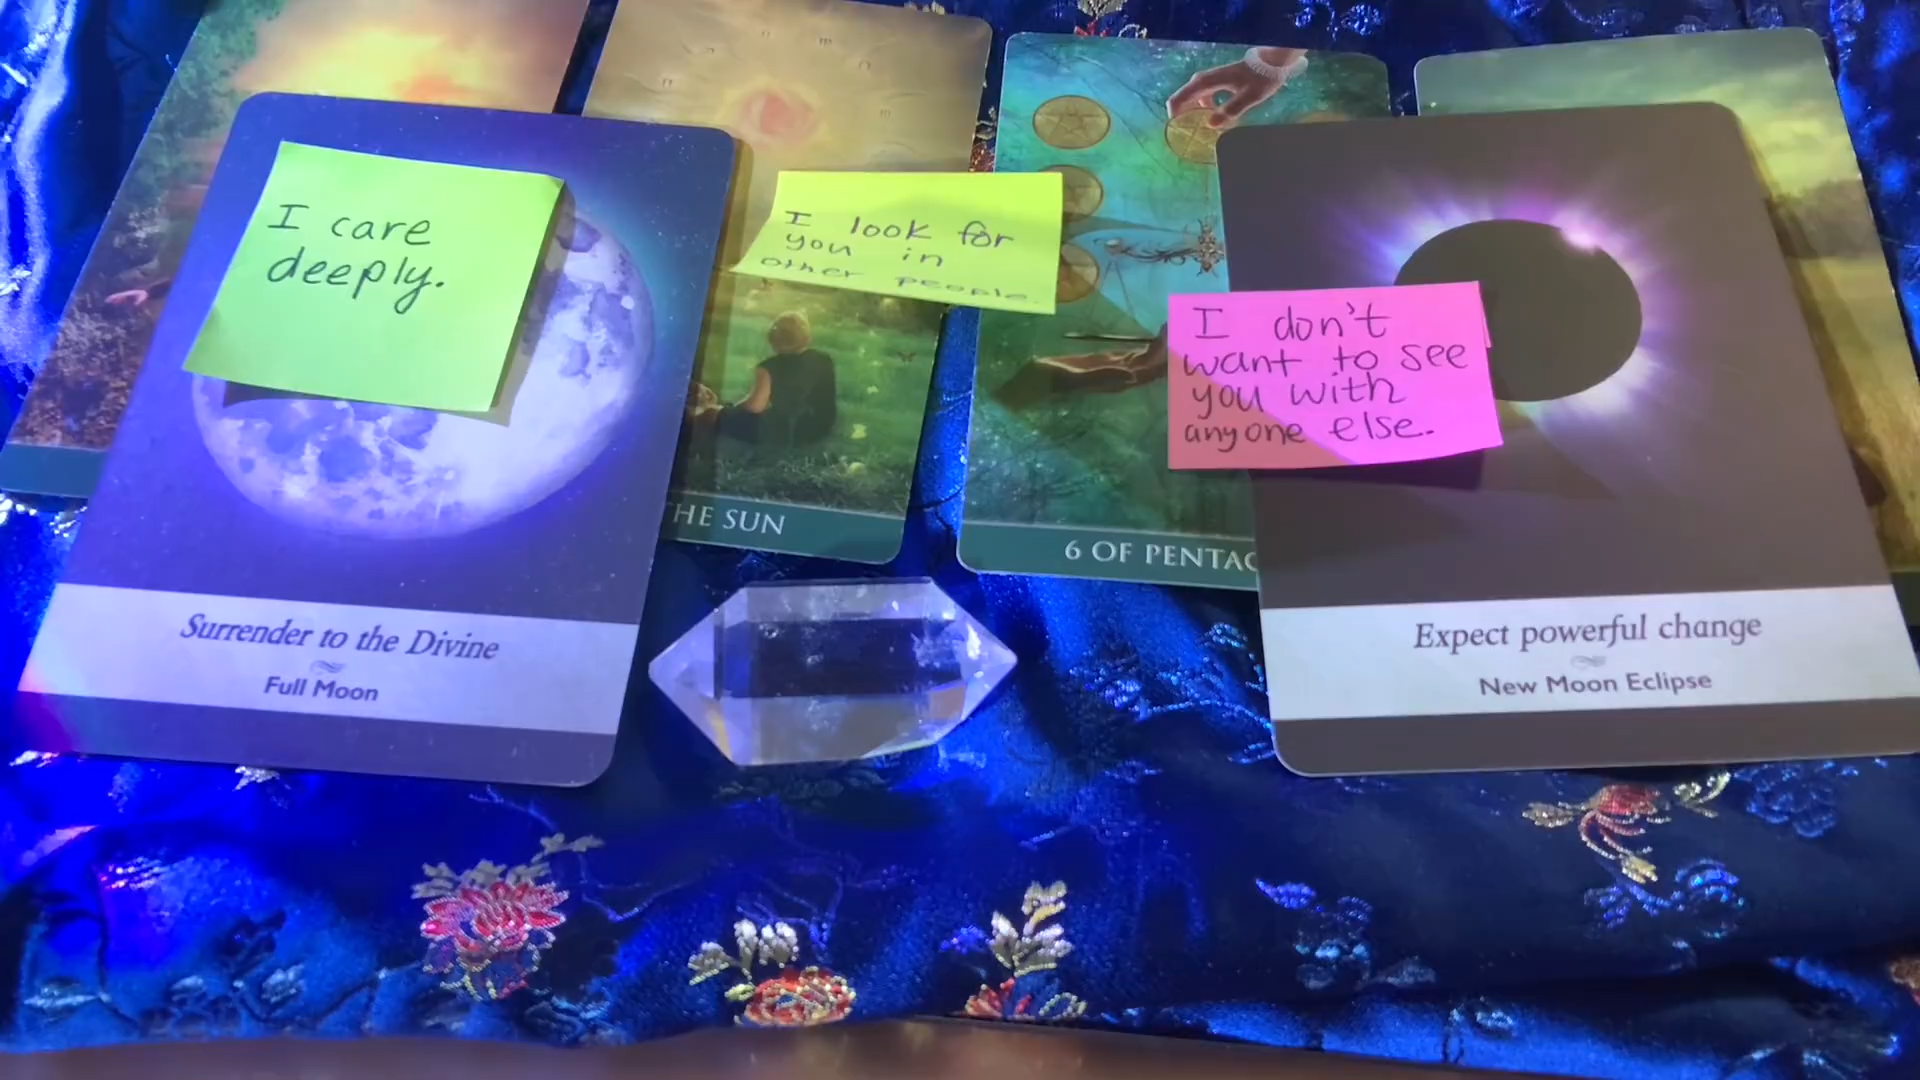 I care
deeply.
I look for
you in
other people.
I don't
want to see
you with
anyone else.
HE SUN
6 OF PENTAC
Surrender to the Divine
Full Moon
Expect powerful change
New Moon Eclipse